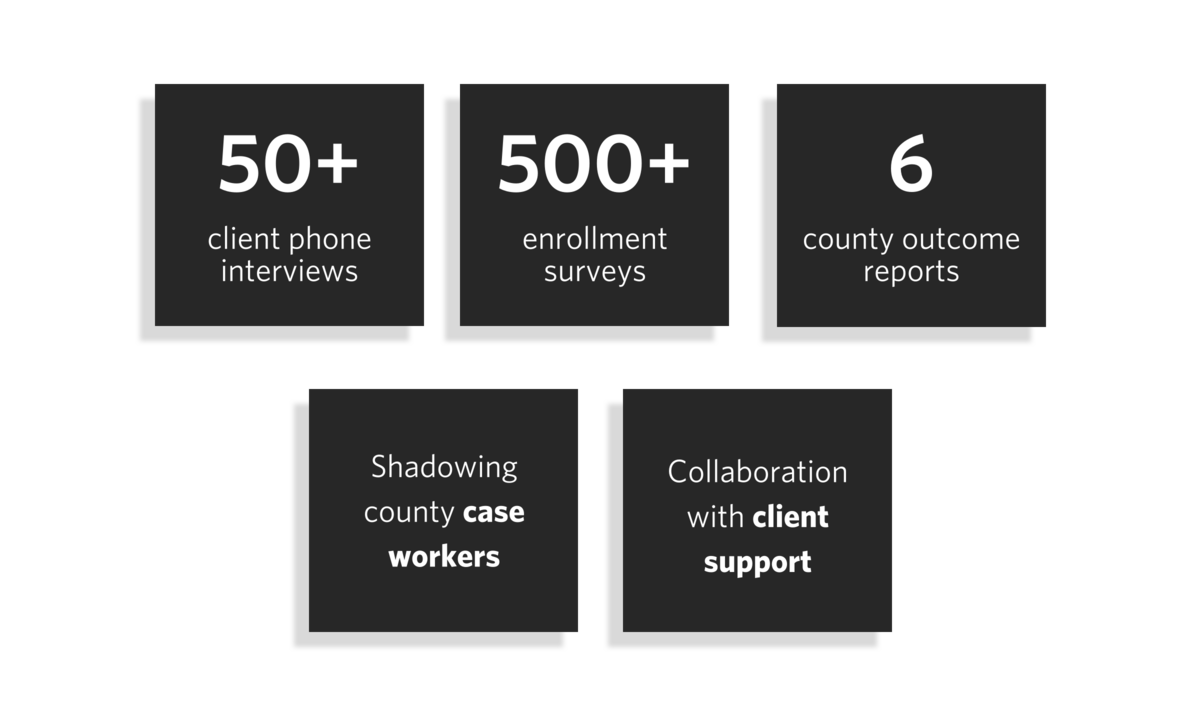 50+
client phone
interviews
500+
enrollment
surveys
6
county outcome
reports
Shadowing
county case
workers
Collaboration
with client
support